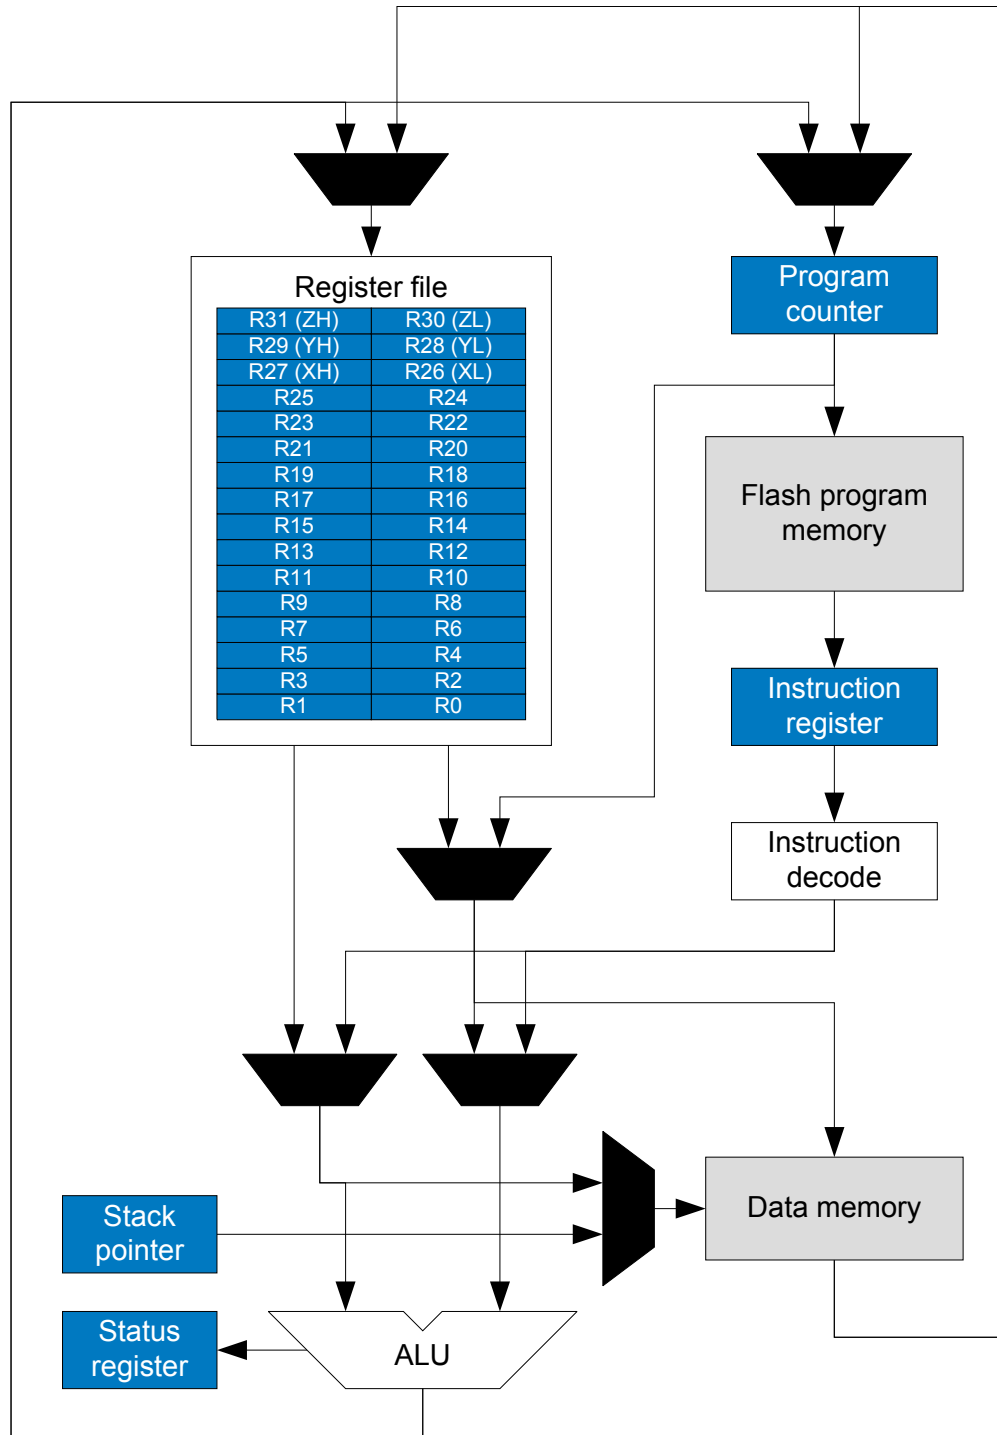 Register file
R31 (ZH) R30 (ZL)
R29 (YH) R28 (YL)
R27 (XH) R26 (XL)
R25 R24
R23 R22
R21 R20
R19 R18
R17 R16
R15 R14
R13 R12
R11 R10
R9 R8
R7 R6
R5 R4
R3 R2
R1 R0
Program
counter
Flash program
memory
Instruction
register
Instruction
decode
Data memory
Stack
pointer
Status
register
ALU